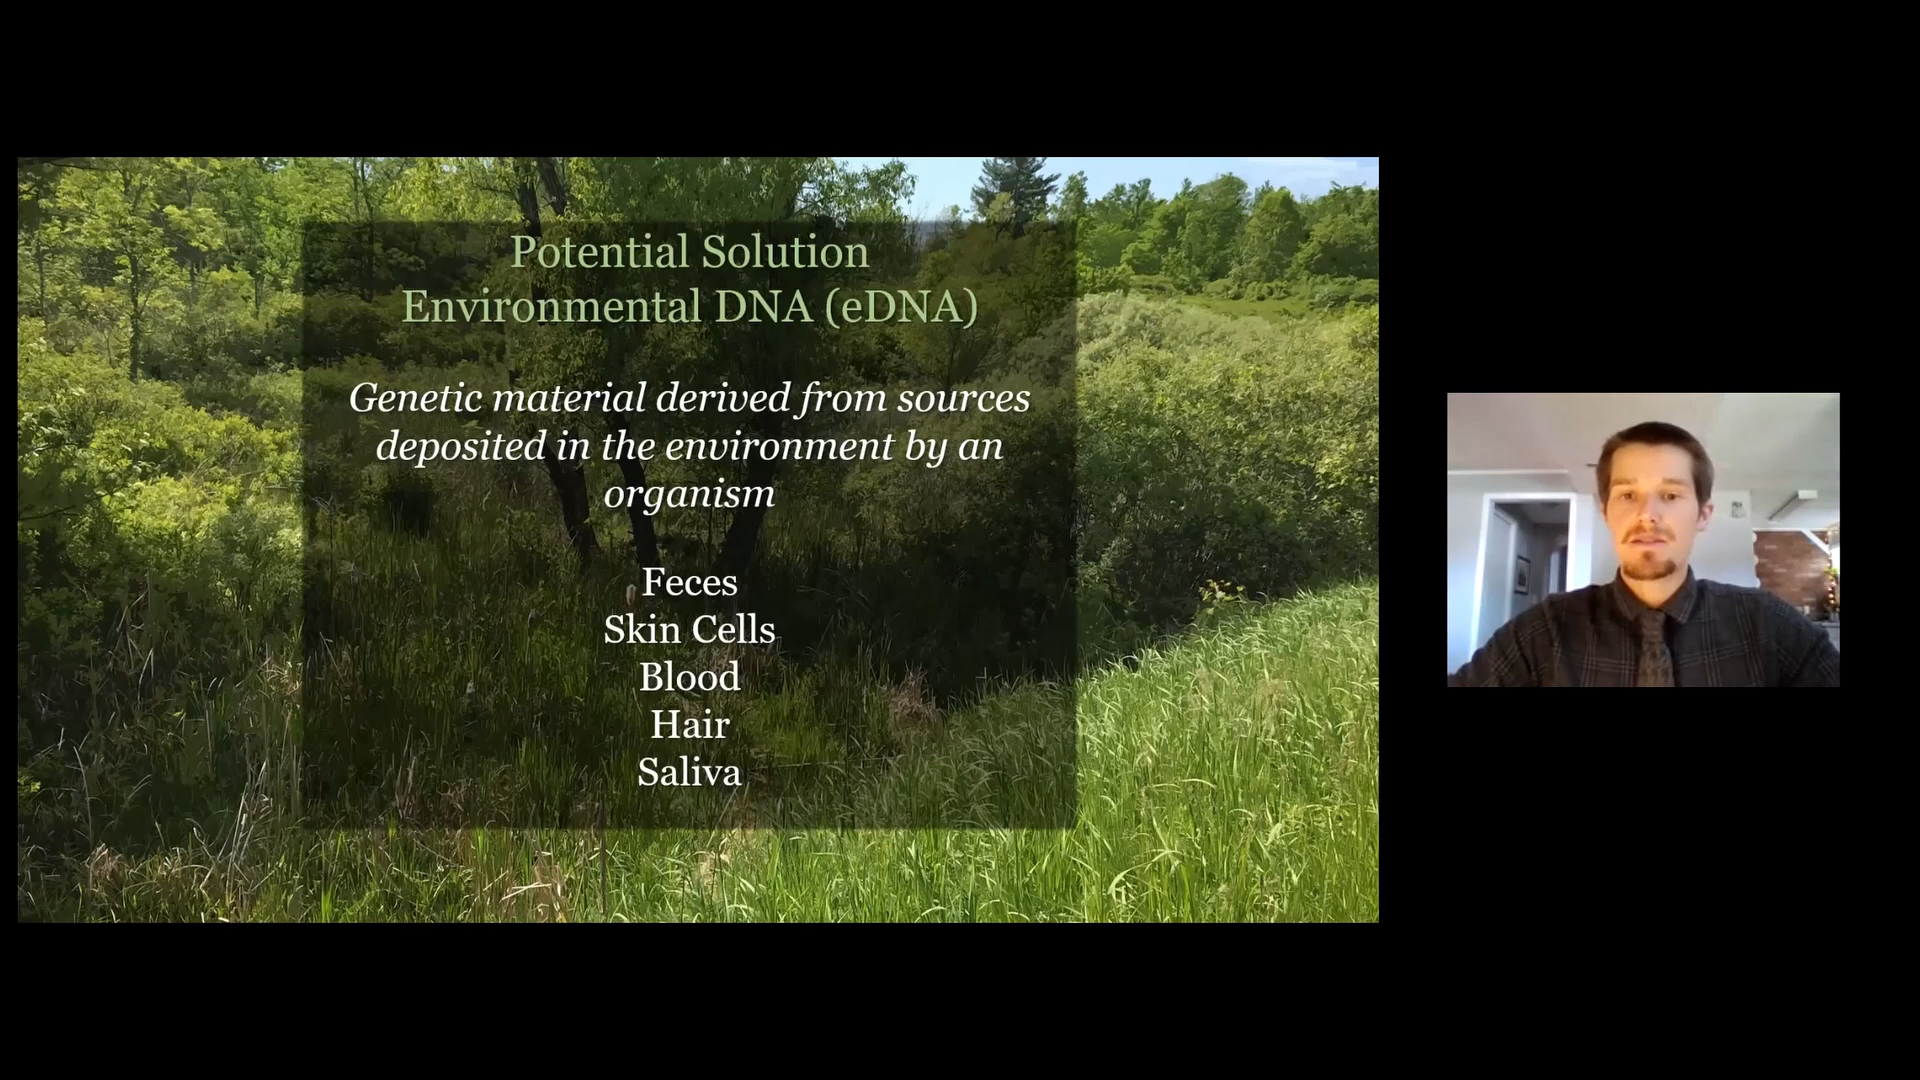 Potential Solution
Environmental DNA (eDNA)
Genetic material derived from sources
deposited in the environment by an
organism
Feces
Skin Cells
Blood
Hair
Saliva